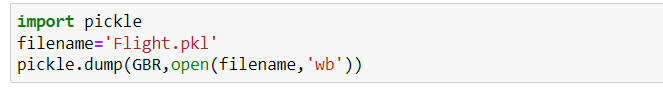 import pickle
filename='Flight.pkl'
pickle.dump(GBR,open(filename,'wb'))